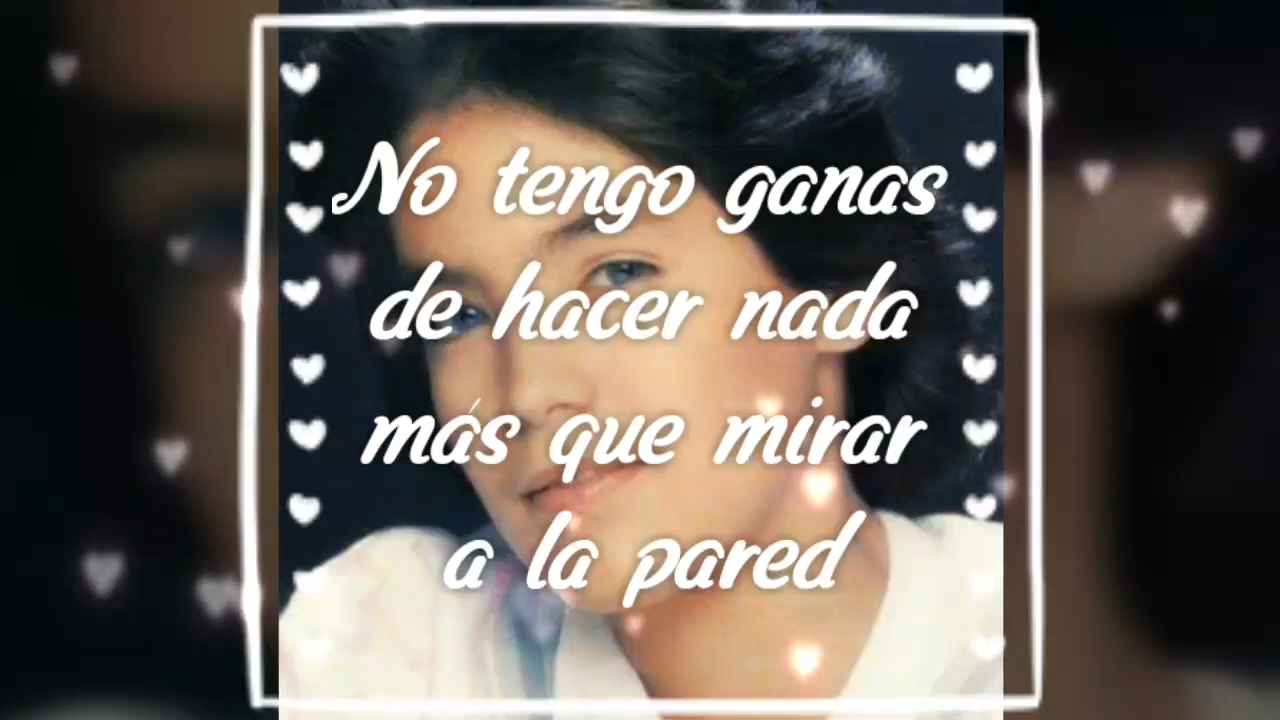 No tengo ganas
de hacer nada
más que mirar
a la pared